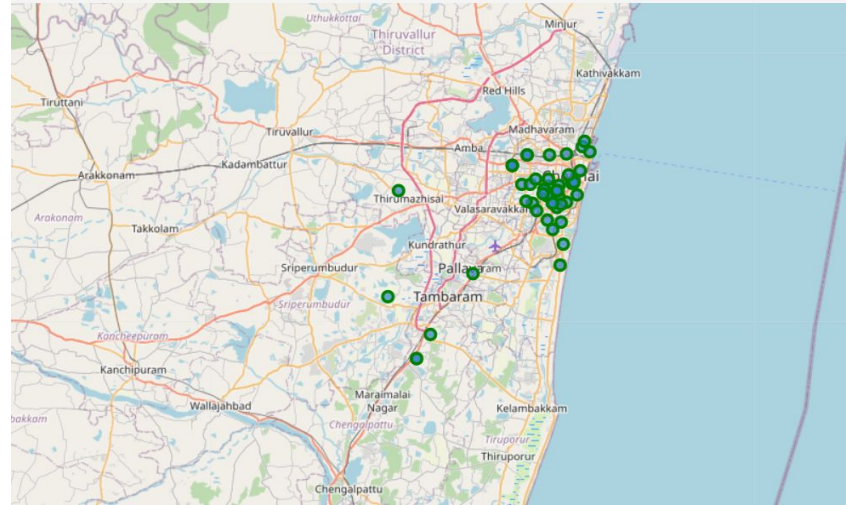 Uthukkottai
Minjur
Thiruvallur
District
Kathivakkam
Red Hills
Tiruttani
Madhavaram
Tiruvallur
Amba
Kadambattur
Arakkonam
Chennai
Thirumazhisai
Valasaravakkam
Arakonam
Takkolam
Kundrathur
Sriperumbudur
Pallavaram
Tambaram
Sriperumbudur
Kancheepuram
Kanchipuram
Maraimalai
Nagar
Wallajahbad
Kelambakkam
bakkam
Chengalpattu
Tiruporur
Thiruporur
Chengalpattu